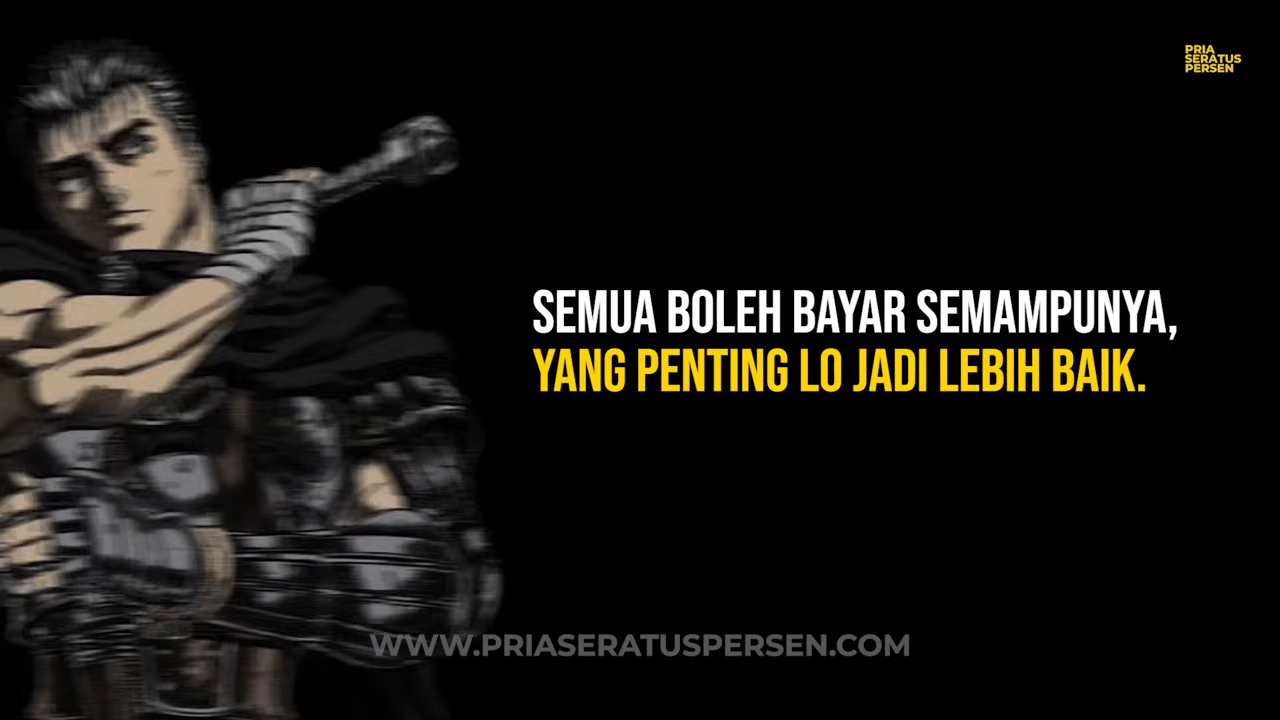 PRIA
SERATUS
PERSEN
SEMUA BOLEH BAYAR SEMAMPUNYA,
YANG PENTING LO JADI LEBIH BAIK.
WWW.PRIASERATUSPERSEN.COM